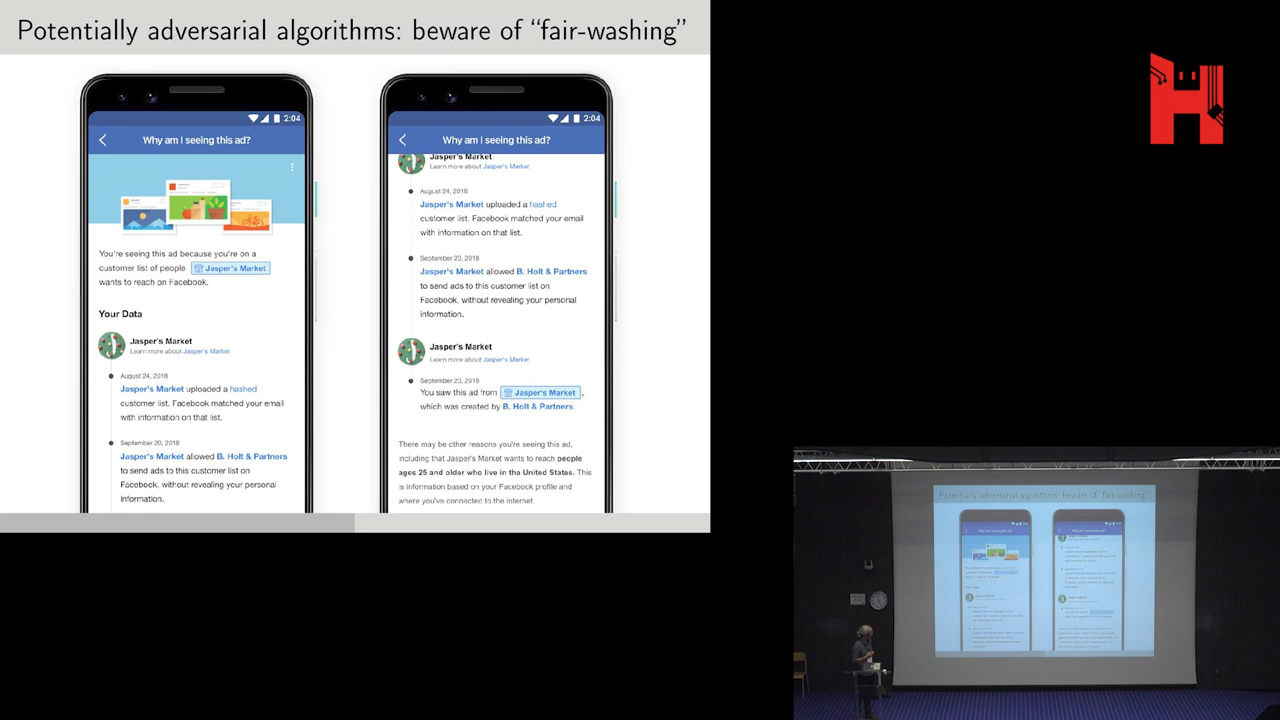 Potentially adversarial algorithms: beware of “fair-washing”
2:04
Why am I seeing this ad?
You're seeing this ad because you're on a
customer list of people Jasper's Market
wants to reach on Facebook.
Your Data
Jasper's Market
Learn more about Jasper's Market
August 24, 2018
Jasper's Market uploaded a hashed
customer list. Facebook matched your email
with information on that list.
September 20, 2018
Jasper's Market allowed B. Holt & Partners
to send ads to this customer list on
Facebook, without revealing your personal
information.
2:04
Why am I seeing this ad?
Jasper's Market
Learn more about Jasper's Market
August 24, 2018
Jasper's Market uploaded a hashed
customer list. Facebook matched your email
with information on that list.
September 20, 2018
Jasper's Market allowed B. Holt & Partners
to send ads to this customer list on
Facebook, without revealing your personal
information.
Jasper's Market
Learn more about Jasper's Market
September 20, 2018
You saw this ad from Jasper's Market,
which was created by B. Holt & Partners.
There may be other reasons you're seeing this ad,
including that Jasper's Market wants to reach people
ages 25 and older who live in the United States. This
is information based on your Facebook profile and
where you've connected to the internet.
H
Potentially adversarial algorithms: beware of fair-washing